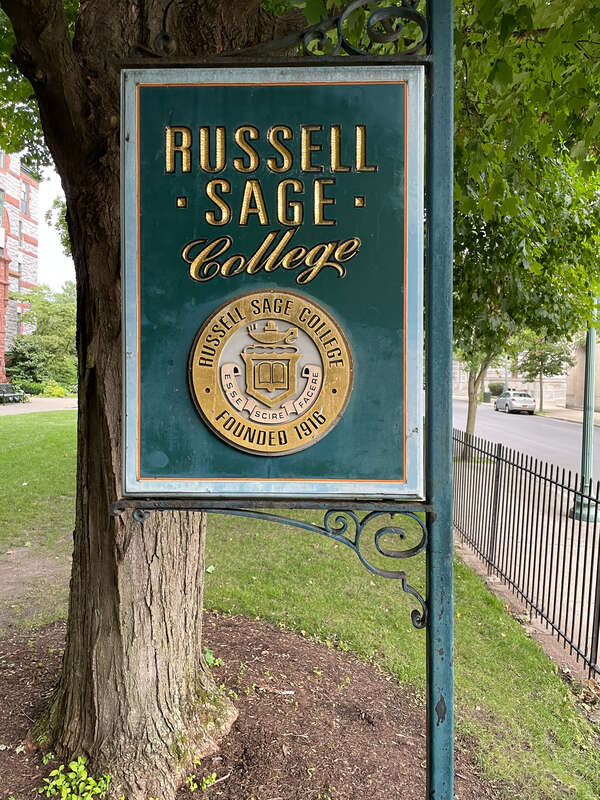 RUSSELL
· SAGE ·
College
RUSSELL SAGE COLLEGE
ESSE SCIRE FACERE
· FOUNDED 1916 ·